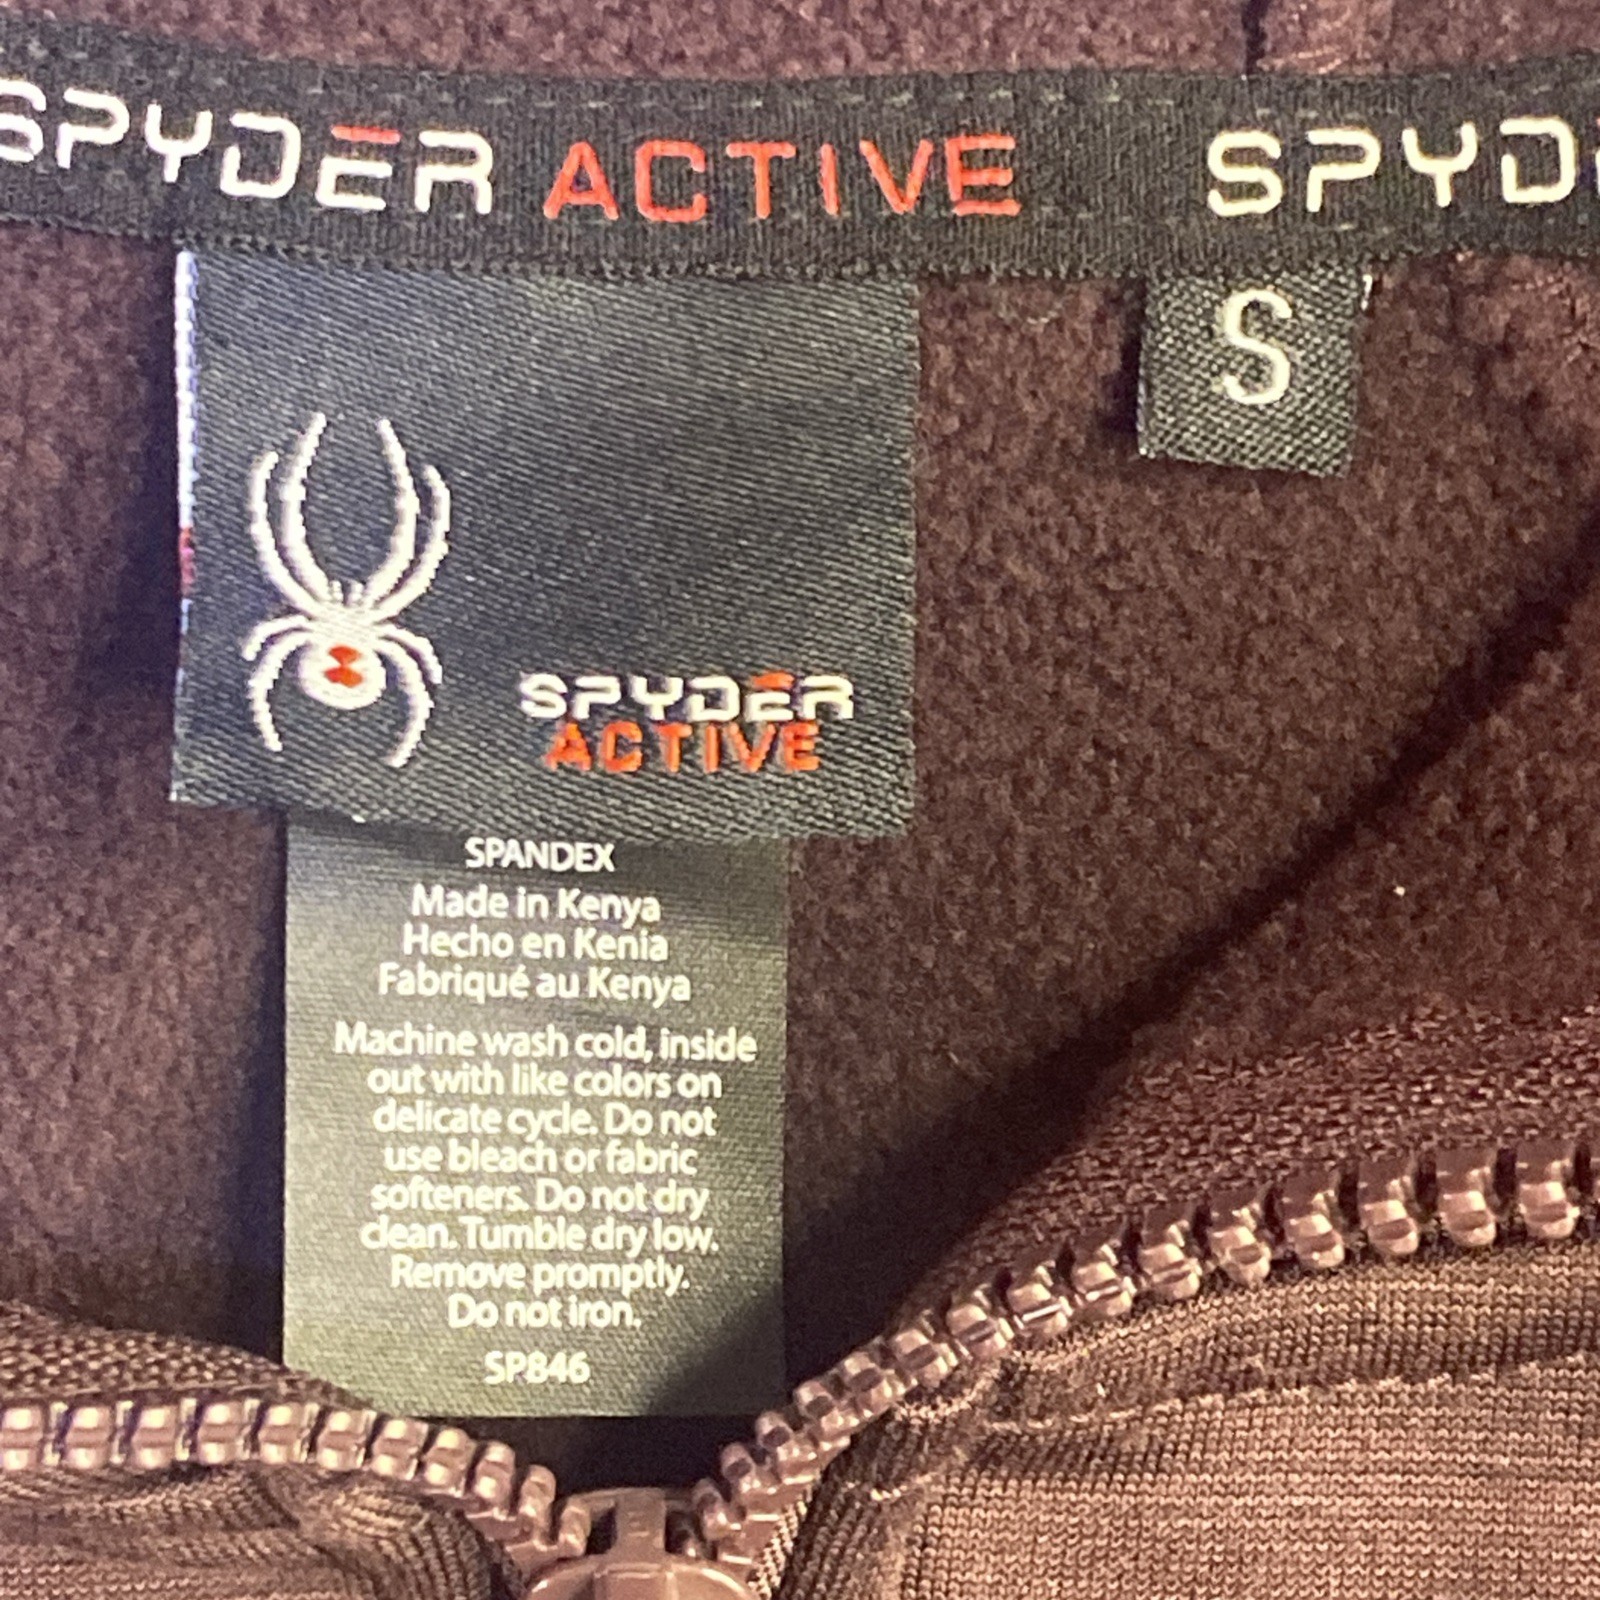 SPYDER ACTIVE SPYD
S
SPYDER
ACTIVE
SPANDEX
Made in Kenya
Hecho en Kenia
Fabriqué au Kenya
Machine wash cold, inside
out with like colors on
delicate cycle. Do not
use bleach or fabric
softeners. Do not dry
clean. Tumble dry low.
Remove promptly.
Do not iron.
SP846